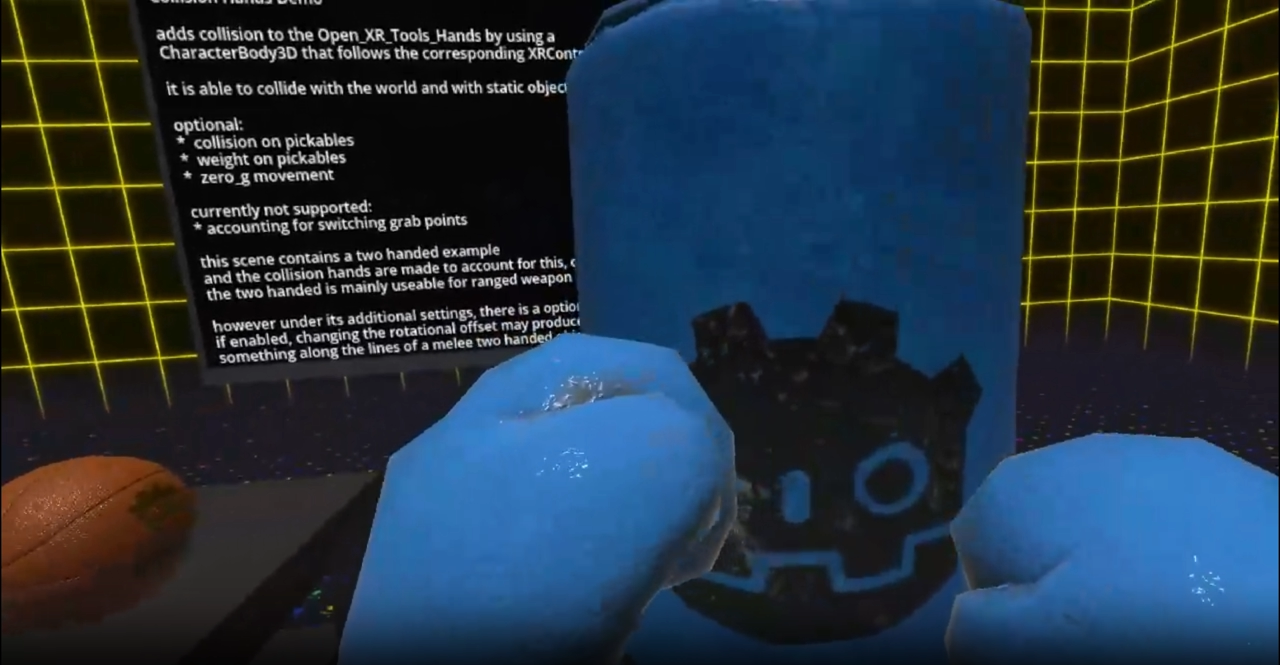 Collision Hands Demo
adds collision to the Open_XR_Tools_Hands by using a
CharacterBody3D that follows the corresponding
it is able to collide with the world and with static
optional:
* collision on pickables
* weight on pickables
* zero_g movement
currently not supported:
* accounting for switching grab points
this scene contains a two handed example
and the collision hands are made to account for this,
the two handed is mainly useable for ranged weapon
however under its additional settings, there is a
if enabled, changing the rotational offset may
something along the lines of a melee two handed